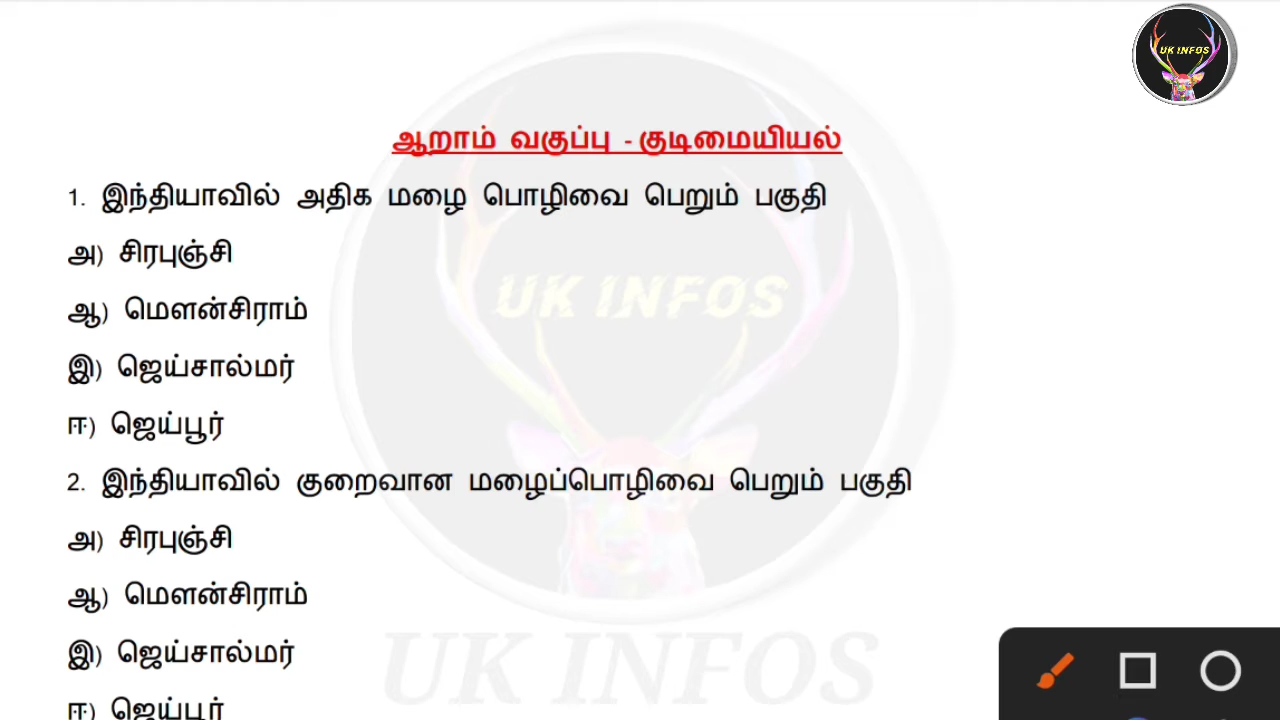 UK INFOS
ஆறாம் வகுப்பு - குடிமையியல்
1. இந்தியாவில் அதிக மழை பொழிவை பெறும் பகுதி
அ) சிரபுஞ்சி
ஆ) மௌன்சிராம்
இ) ஜெய்சால்மர்
ஈ) ஜெய்பூர்
UK INFOS
2. இந்தியாவில் குறைவான மழைப்பொழிவை பெறும் பகுதி
அ) சிரபுஞ்சி
ஆ) மௌன்சிராம்
இ) ஜெய்சால்மர்
ஈ) ஜெய்பூர்
UK INFOS